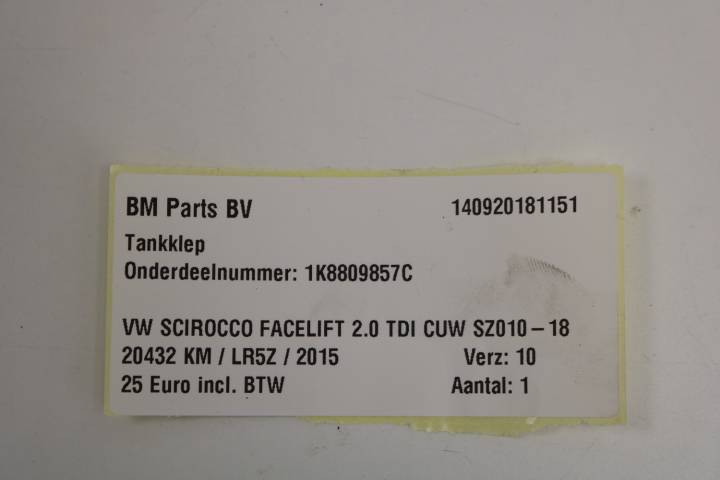 BM Parts BV 140920181151
Tankklep
Onderdeelnummer: 1K8809857C
VW SCIROCCO FACELIFT 2.0 TDI CUW SZ010-18
20432 KM / LR5Z / 2015 Verz: 10
25 Euro incl. BTW Aantal: 1